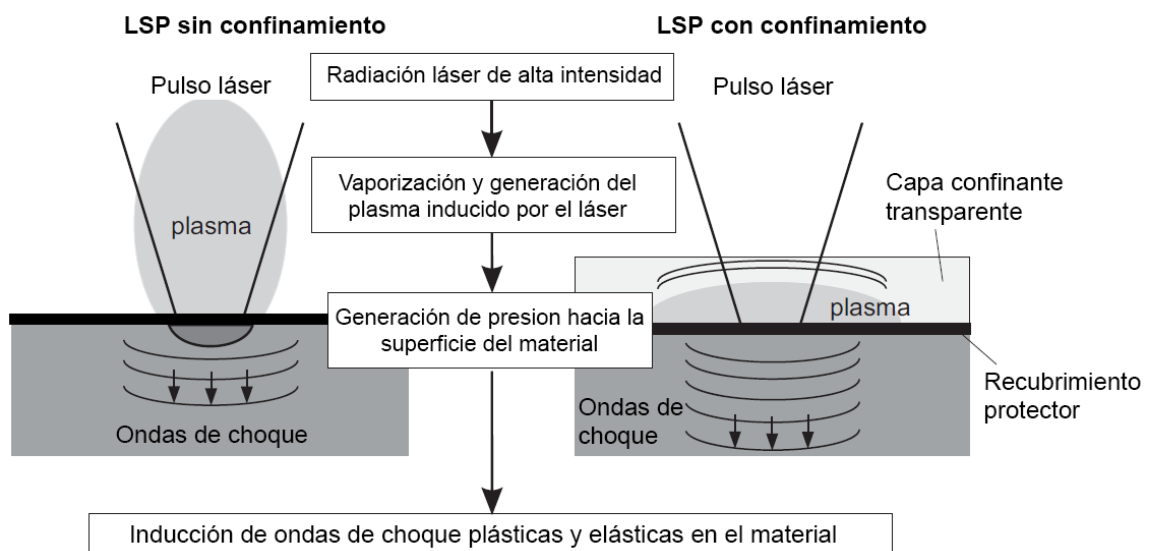 LSP sin confinamiento
LSP con confinamiento
Radiación láser de alta intensidad
Pulso láser
Pulso láser
Vaporización y generación del
plasma inducido por el láser
Capa confinante
transparente
plasma
plasma
Generación de presion hacia la
superficie del material
Recubrimiento
protector
Ondas de choque
Ondas de
choque
Inducción de ondas de choque plásticas y elásticas en el material